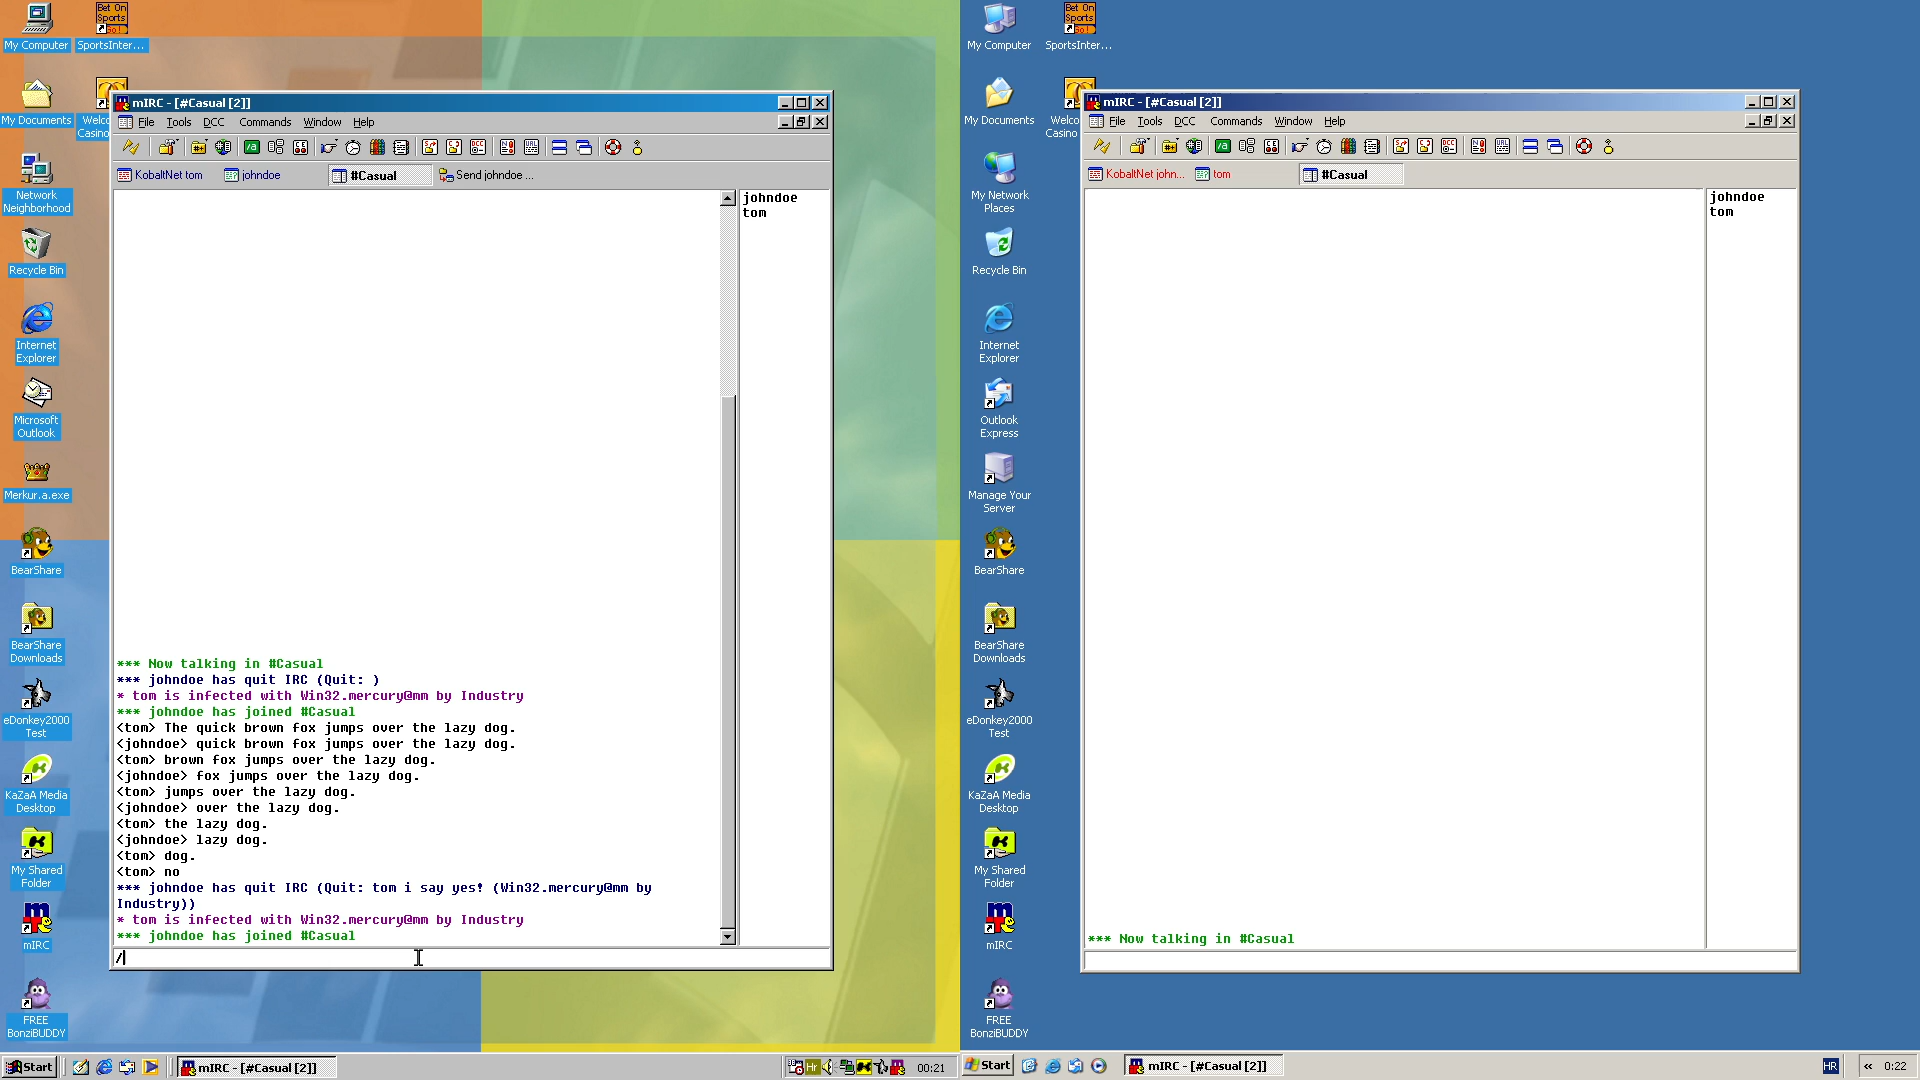 My Computer
Bet On
Sports
Go!
SportsInter...
My Documents
Welco
Casino
Network
Neighborhood
Recycle Bin
Internet
Explorer
Microsoft
Outlook
Merkur.a.exe
BearShare
BearShare
Downloads
eDonkey2000
Test
KaZaA Media
Desktop
My Shared
Folder
mIRC
FREE
BonziBUDDY
mIRC - [#Casual [2]]
File Tools DCC Commands Window Help
KobaltNet tom johndoe #Casual Send johndoe ...
johndoe
tom
*** Now talking in #Casual
*** johndoe has quit IRC (Quit: )
* tom is infected with Win32.mercury@mm by Industry
*** johndoe has joined #Casual
<tom> The quick brown fox jumps over the lazy dog.
<johndoe> quick brown fox jumps over the lazy dog.
<tom> brown fox jumps over the lazy dog.
<johndoe> fox jumps over the lazy dog.
<tom> jumps over the lazy dog.
<johndoe> over the lazy dog.
<tom> the lazy dog.
<johndoe> lazy dog.
<tom> dog.
<tom> no
*** johndoe has quit IRC (Quit: tom i say yes! (Win32.mercury@mm by
Industry))
* tom is infected with Win32.mercury@mm by Industry
*** johndoe has joined #Casual
/
Start
mIRC - [#Casual [2]]
Hr
00:21
My Computer
Bet On
Sports
Go!
SportsInter...
My Documents
Welco
Casino
My Network
Places
Recycle Bin
Internet
Explorer
Outlook
Express
Manage Your
Server
BearShare
BearShare
Downloads
eDonkey2000
Test
KaZaA Media
Desktop
My Shared
Folder
mIRC
FREE
BonziBUDDY
mIRC - [#Casual [2]]
File Tools DCC Commands Window Help
KobaltNet john... tom #Casual
johndoe
tom
*** Now talking in #Casual
Start
mIRC - [#Casual [2]]
HR
0:22